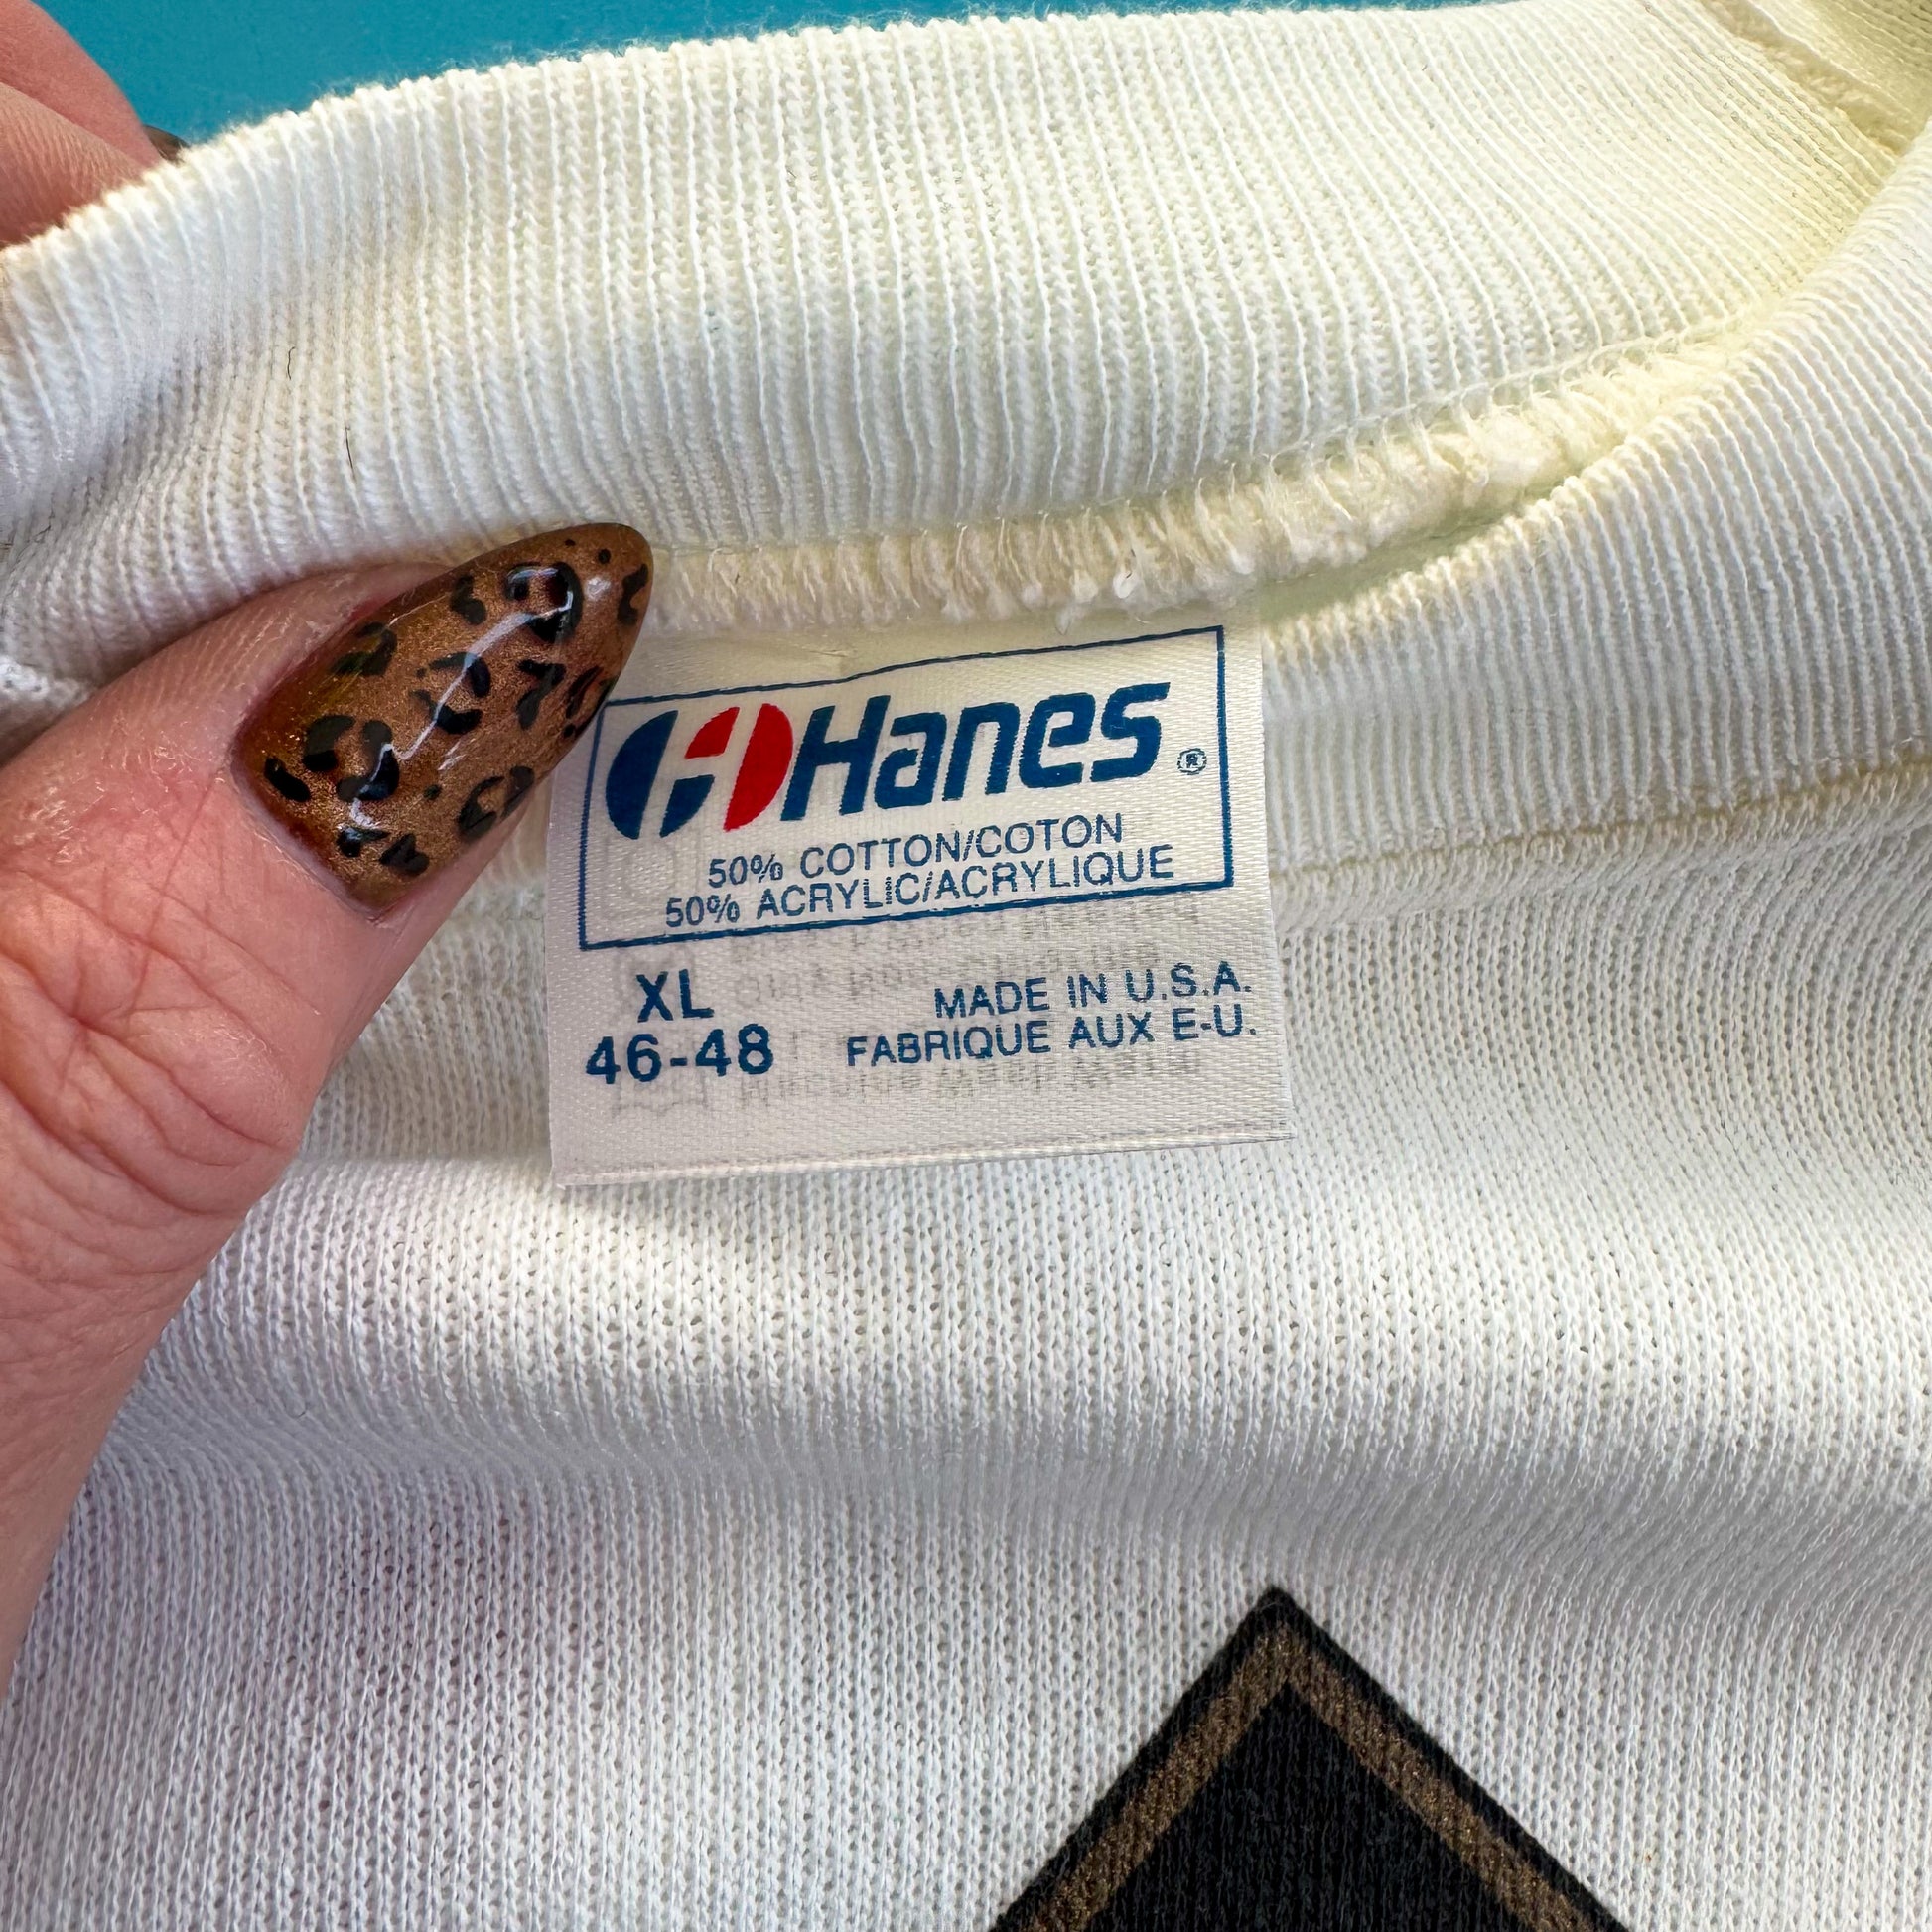 Hanes®
50% COTTON/COTON
50% ACRYLIC/ACRYLIQUE
XL
46-48
MADE IN U.S.A.
FABRIQUE AUX E-U.